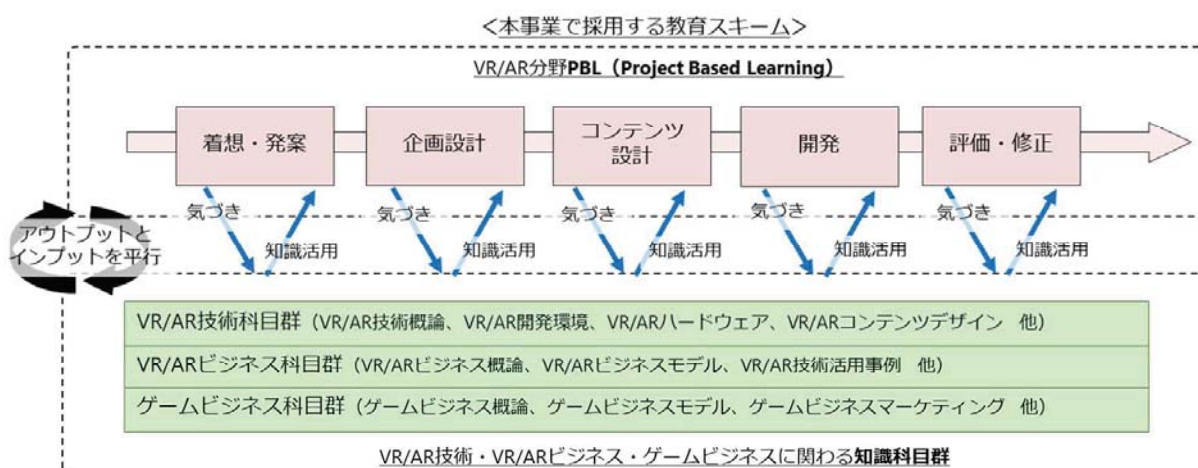 ＜本事業で採用する教育スキーム＞
VR/AR分野PBL（Project Based Learning）
着想・発案
企画設計
コンテンツ
設計
開発
評価・修正
気づき
気づき
気づき
気づき
気づき
アウトプットと
インプットを平行
知識活用
知識活用
知識活用
知識活用
知識活用
VR/AR技術科目群（VR/AR技術概論、VR/AR開発環境、VR/ARハードウェア、VR/ARコンテンツデザイン　他）
VR/ARビジネス科目群（VR/ARビジネス概論、VR/ARビジネスモデル、VR/AR技術活用事例　他）
ゲームビジネス科目群（ゲームビジネス概論、ゲームビジネスモデル、ゲームビジネスマーケティング　他）
VR/AR技術・VR/ARビジネス・ゲームビジネスに関わる知識科目群